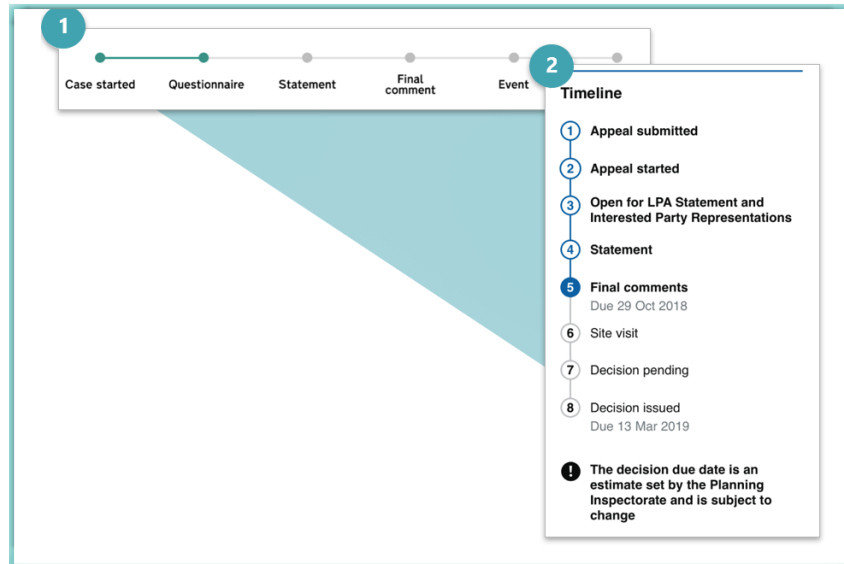 1
Case started
Questionnaire
Statement
Final
comment
Event
2
Timeline
1 Appeal submitted
2 Appeal started
3 Open for LPA Statement and
Interested Party Representations
4 Statement
5 Final comments
Due 29 Oct 2018
6 Site visit
7 Decision pending
8 Decision issued
Due 13 Mar 2019
! The decision due date is an
estimate set by the Planning
Inspectorate and is subject to
change